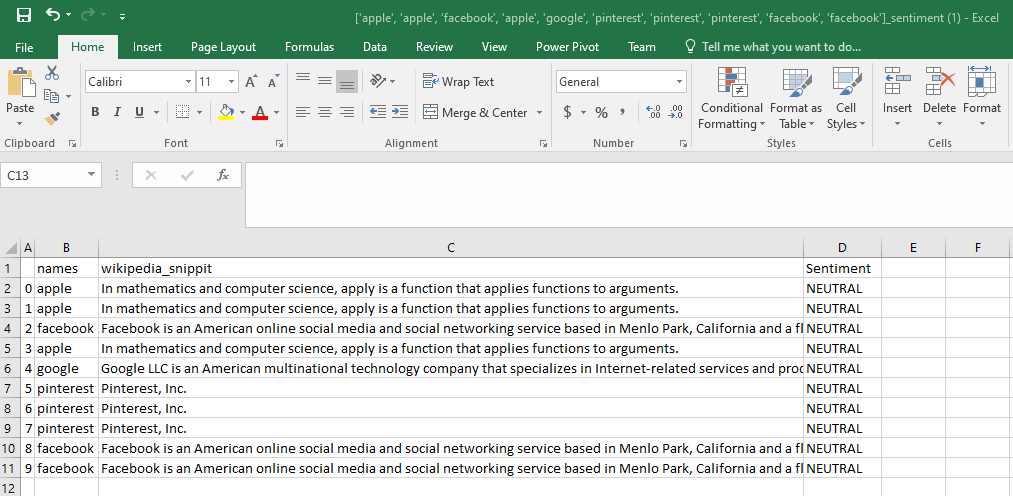 ['apple', 'apple', 'facebook', 'apple', 'google', 'pinterest', 'pinterest', 'pinterest', 'facebook', 'facebook']_sentiment (1) - Excel
File Home Insert Page Layout Formulas Data Review View Power Pivot Team Tell me what you want to do...
Paste
Calibri 11
Wrap Text
General
Conditional Formatting
Format as Table
Cell Styles
Insert Delete Format
B I U
A A
Merge & Center
$ % ,
Clipboard Font Alignment Number Styles Cells
C13 fx
A B C D E F
1 names wikipedia_snippit Sentiment
2 0 apple In mathematics and computer science, apply is a function that applies functions to arguments. NEUTRAL
3 1 apple In mathematics and computer science, apply is a function that applies functions to arguments. NEUTRAL
4 2 facebook Facebook is an American online social media and social networking service based in Menlo Park, California and a fl NEUTRAL
5 3 apple In mathematics and computer science, apply is a function that applies functions to arguments. NEUTRAL
6 4 google Google LLC is an American multinational technology company that specializes in Internet-related services and proc NEUTRAL
7 5 pinterest Pinterest, Inc. NEUTRAL
8 6 pinterest Pinterest, Inc. NEUTRAL
9 7 pinterest Pinterest, Inc. NEUTRAL
10 8 facebook Facebook is an American online social media and social networking service based in Menlo Park, California and a fl NEUTRAL
11 9 facebook Facebook is an American online social media and social networking service based in Menlo Park, California and a fl NEUTRAL
12